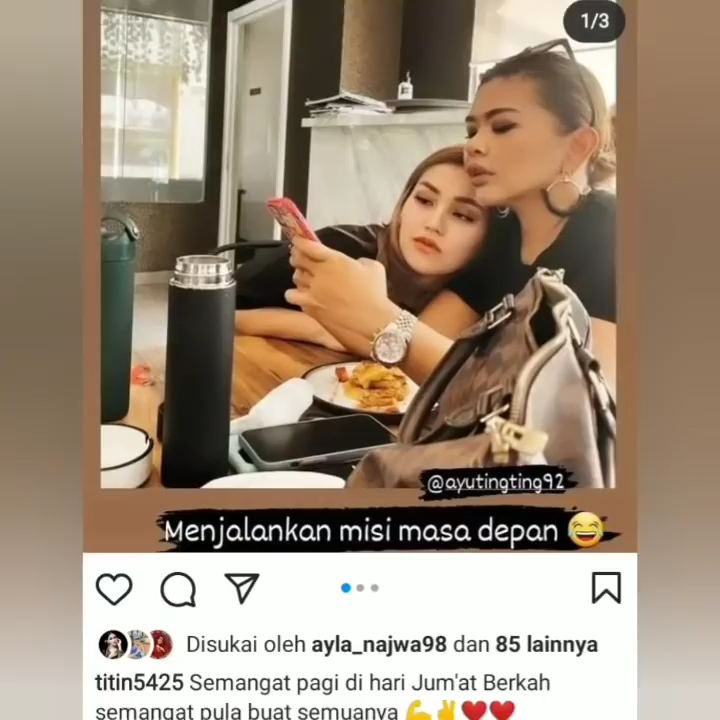 1/3
@ayutingting92
Menjalankan misi masa depan 😂
Disukai oleh ayla_najwa98 dan 85 lainnya
titin5425 Semangat pagi di hari Jum'at Berkah
semangat pula buat semuanya 💪✌️❤️❤️